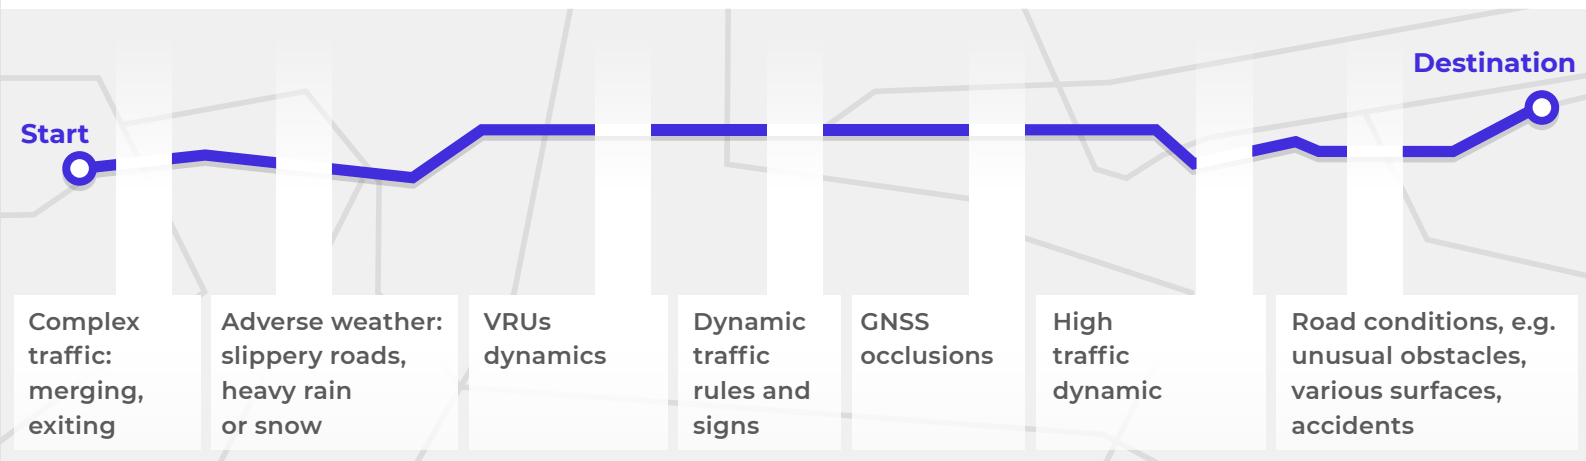 Destination
Start
Complex
traffic:
merging,
exiting
Adverse weather:
slippery roads,
heavy rain
or snow
VRUs
dynamics
Dynamic
traffic
rules and
signs
GNSS
occlusions
High
traffic
dynamic
Road conditions, e.g.
unusual obstacles,
various surfaces,
accidents